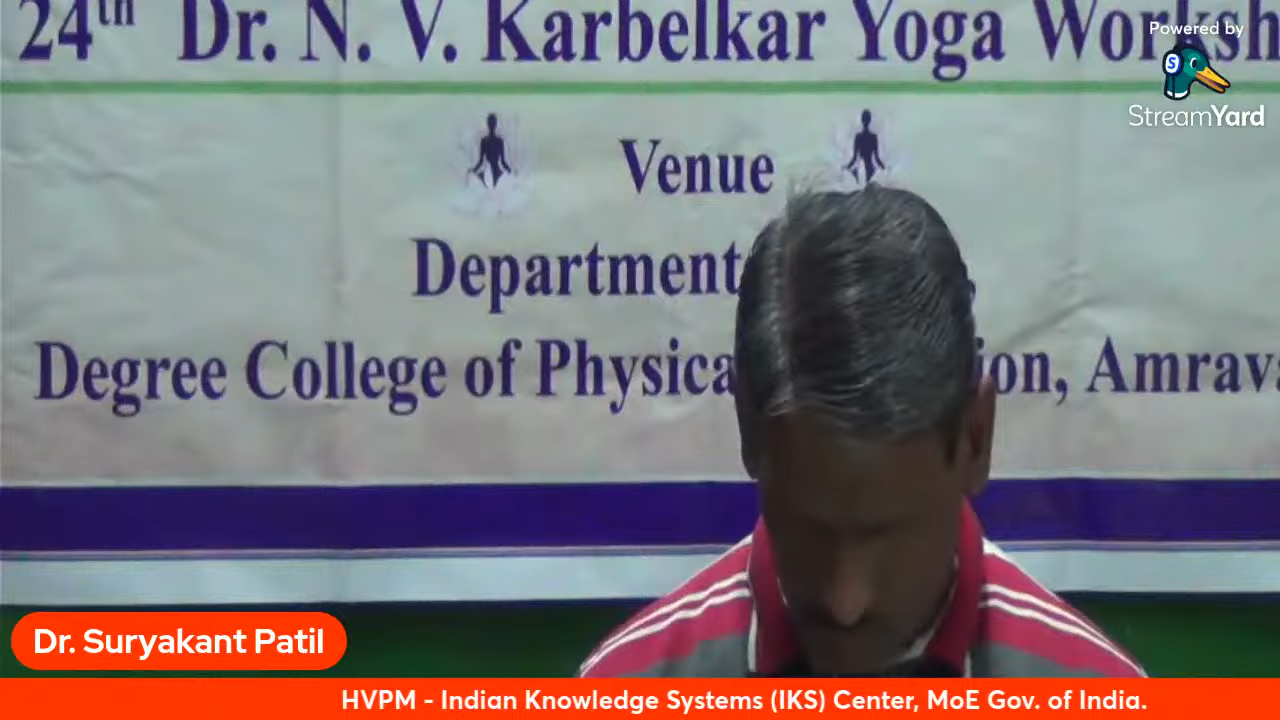 24th Dr. N. V. Karbelkar Yoga Worksh
Powered by
StreamYard
Venue
Department
Degree College of Physica ion, Amrav
Dr. Suryakant Patil
HVPM - Indian Knowledge Systems (IKS) Center, MoE Gov. of India.